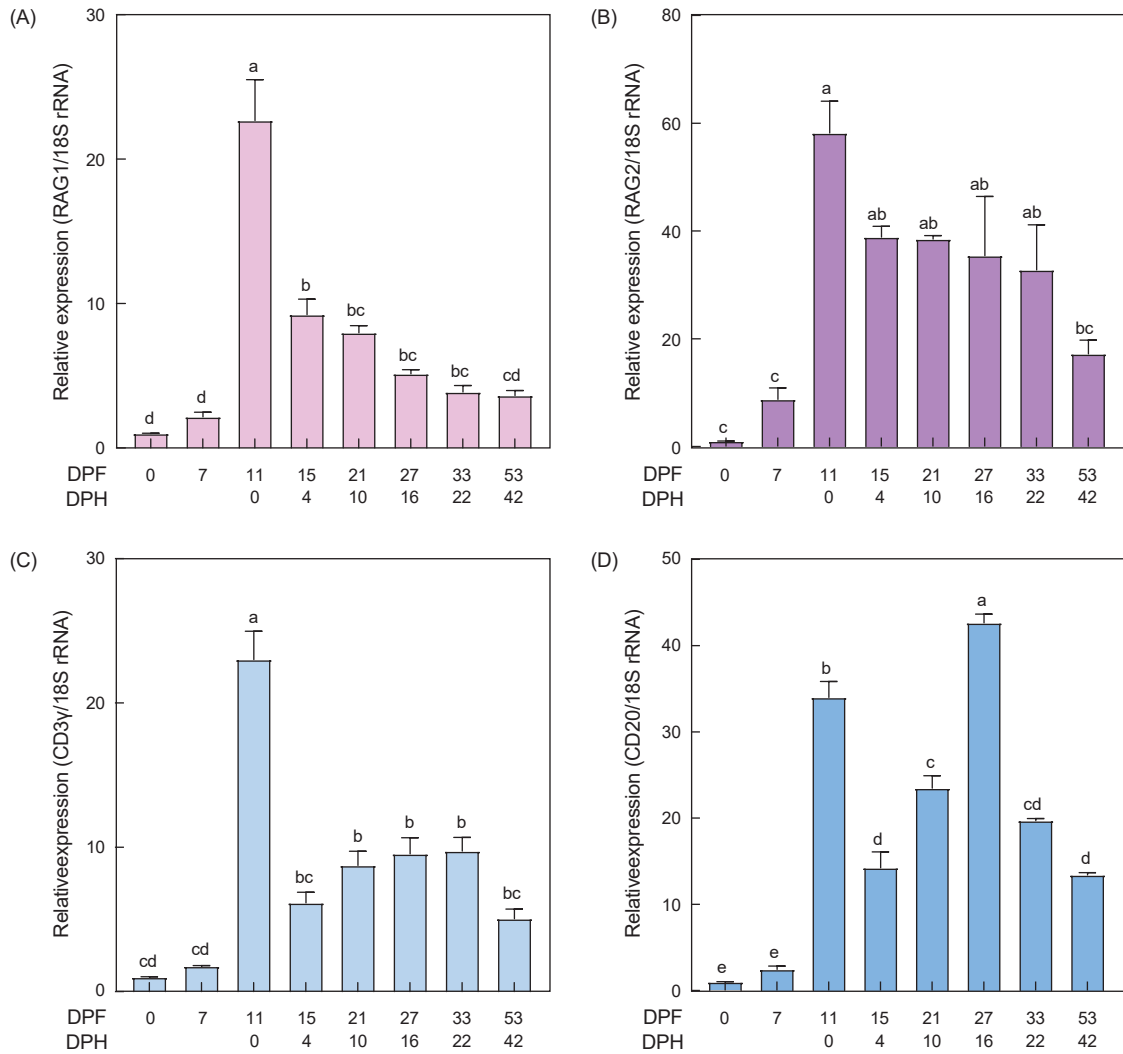 (A)
Relative expression (RAG1/18S rRNA)
30
20
10
0
d
d
a
b
bc
bc
bc
cd
DPF 0 7 11 15 21 27 33 53
DPH 0 4 10 16 22 42
(B)
Relative expression (RAG2/18S rRNA)
80
60
40
20
0
c
c
a
ab
ab
ab
ab
bc
DPF 0 7 11 15 21 27 33 53
DPH 0 4 10 16 22 42
(C)
Relativeexpression (CD3γ/18S rRNA)
30
20
10
0
cd
cd
a
bc
b
b
b
bc
DPF 0 7 11 15 21 27 33 53
DPH 0 4 10 16 22 42
(D)
Relativeexpression (CD20/18S rRNA)
50
40
30
20
10
0
e
e
b
d
c
a
cd
d
DPF 0 7 11 15 21 27 33 53
DPH 0 4 10 16 22 42